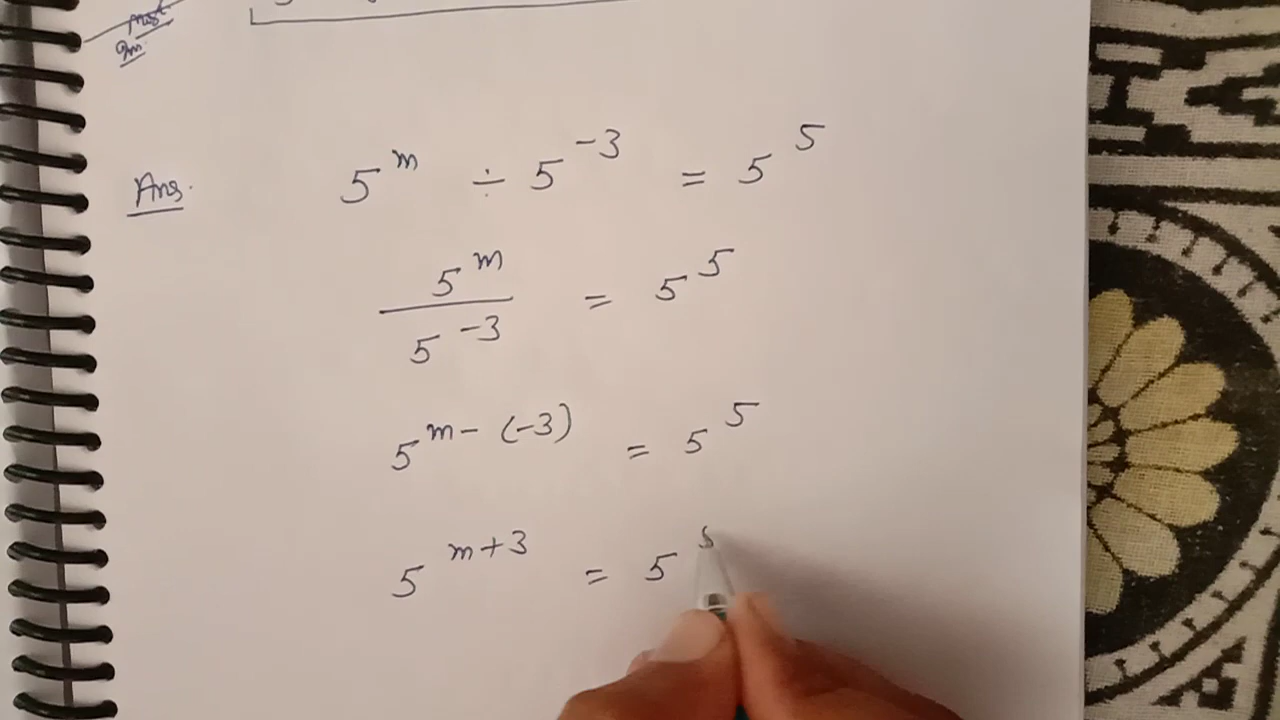 2m
Ans. 5^m ÷ 5^-3 = 5^5
5^m / 5^-3 = 5^5
5^m-(-3) = 5^5
5^m+3 = 5^5